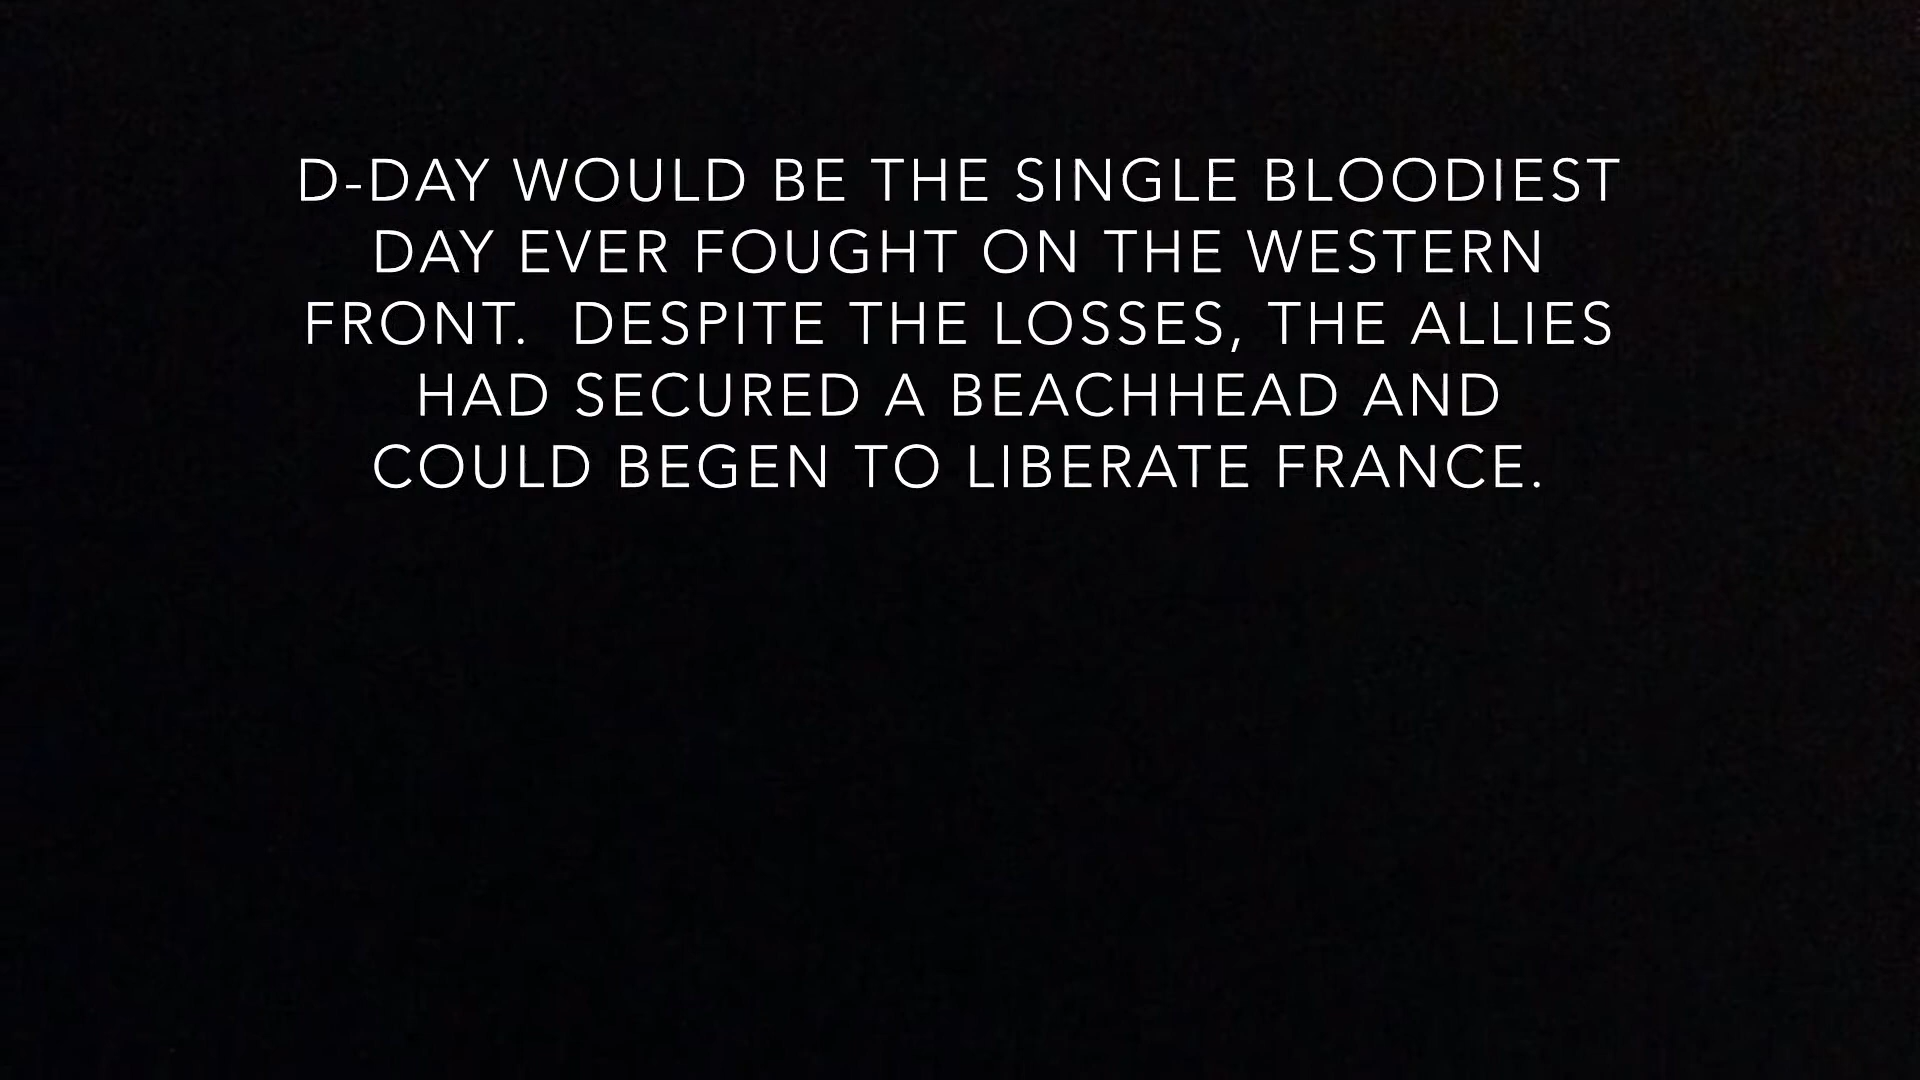 D-DAY WOULD BE THE SINGLE BLOODIEST
DAY EVER FOUGHT ON THE WESTERN
FRONT.  DESPITE THE LOSSES, THE ALLIES
HAD SECURED A BEACHHEAD AND
COULD BEGEN TO LIBERATE FRANCE.